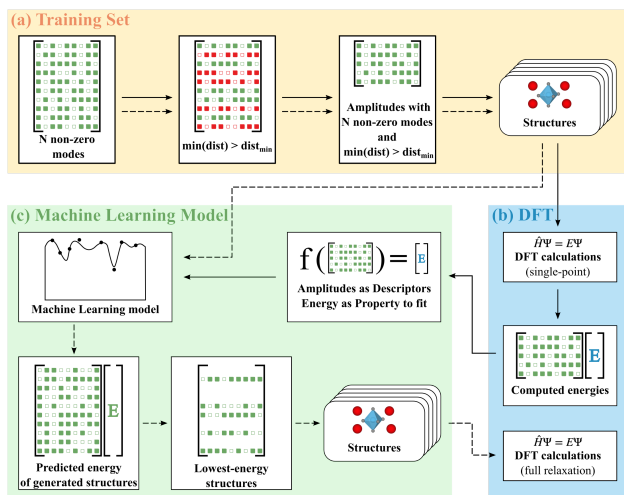 (a) Training Set
N non-zero
modes
min(dist) > dist_min
Amplitudes with
N non-zero modes
and
min(dist) > dist_min
Structures
(c) Machine Learning Model
(b) DFT
Machine Learning model
f( ) = E
Amplitudes as Descriptors
Energy as Property to fit
ĤΨ = EΨ
DFT calculations
(single-point)
E
Computed energies
E
Predicted energy
of generated structures
Lowest-energy
structures
Structures
ĤΨ = EΨ
DFT calculations
(full relaxation)